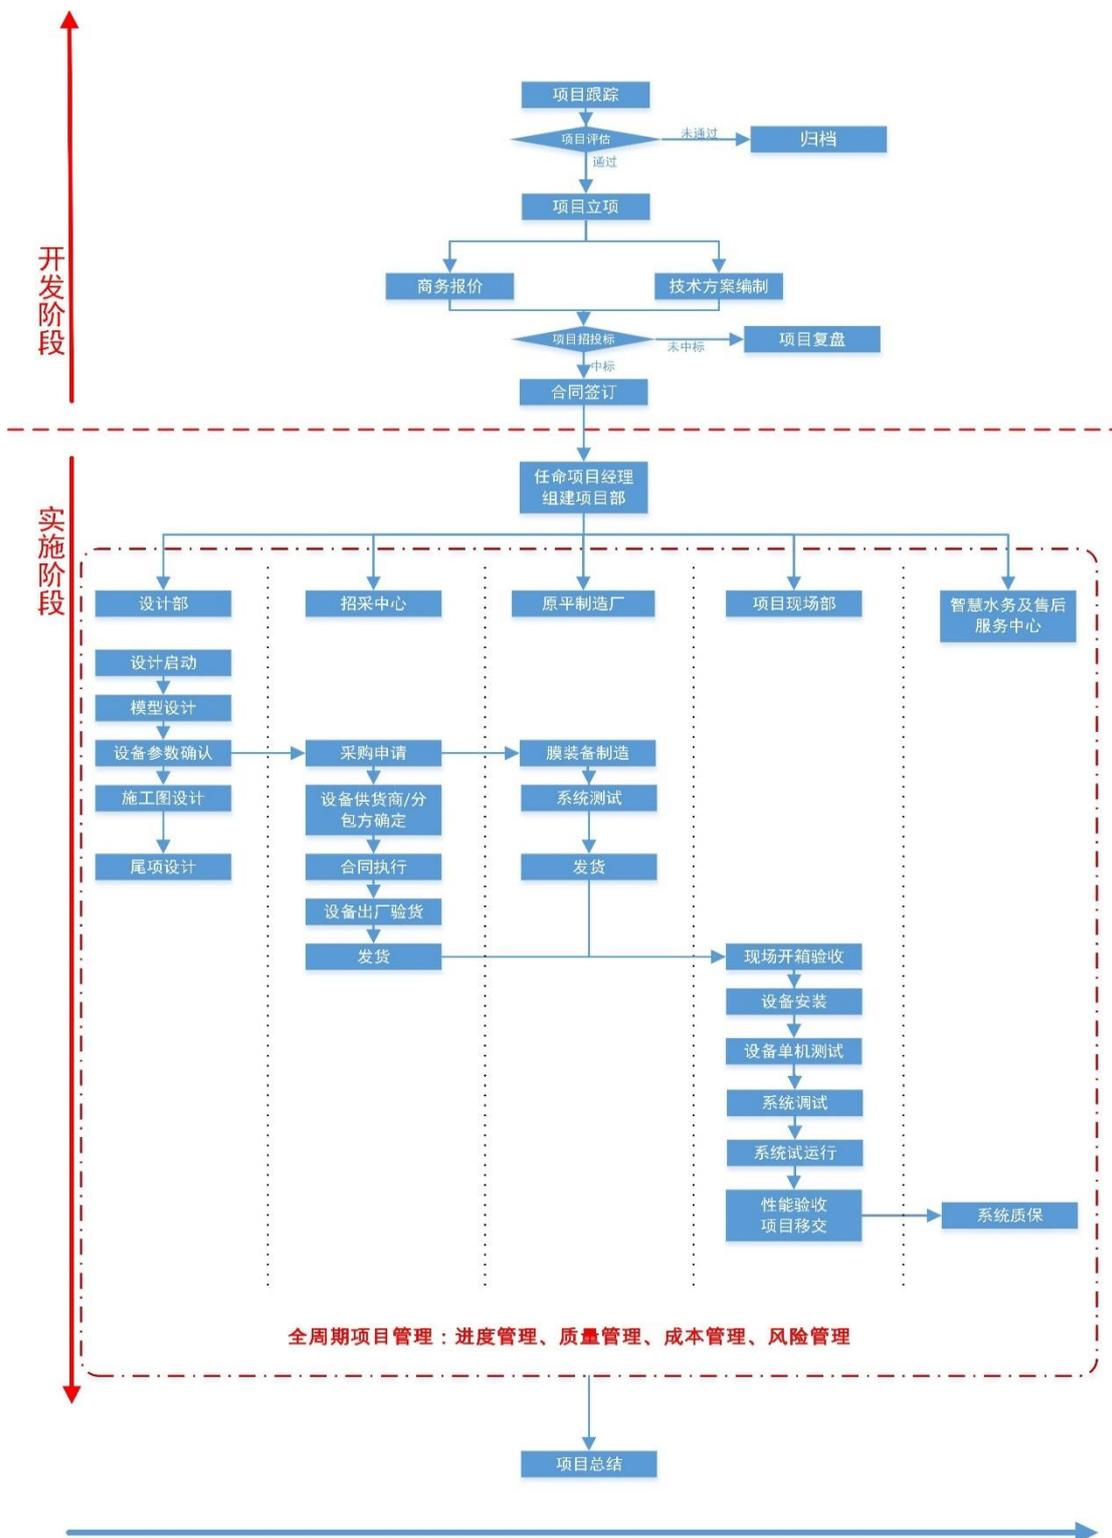 项目跟踪
项目评估
未通过
归档
通过
项目立项
开发阶段
商务报价
技术方案编制
项目招投标
未中标
项目复盘
中标
合同签订
任命项目经理
组建项目部
实施阶段
设计部
招采中心
原平制造厂
项目现场部
智慧水务及售后
服务中心
设计启动
模型设计
设备参数确认
采购申请
膜装备制造
施工图设计
设备供货商/分
包方确定
系统测试
尾项设计
合同执行
发货
设备出厂验货
发货
现场开箱验收
设备安装
设备单机测试
系统调试
系统试运行
性能验收
项目移交
系统质保
全周期项目管理：进度管理、质量管理、成本管理、风险管理
项目总结